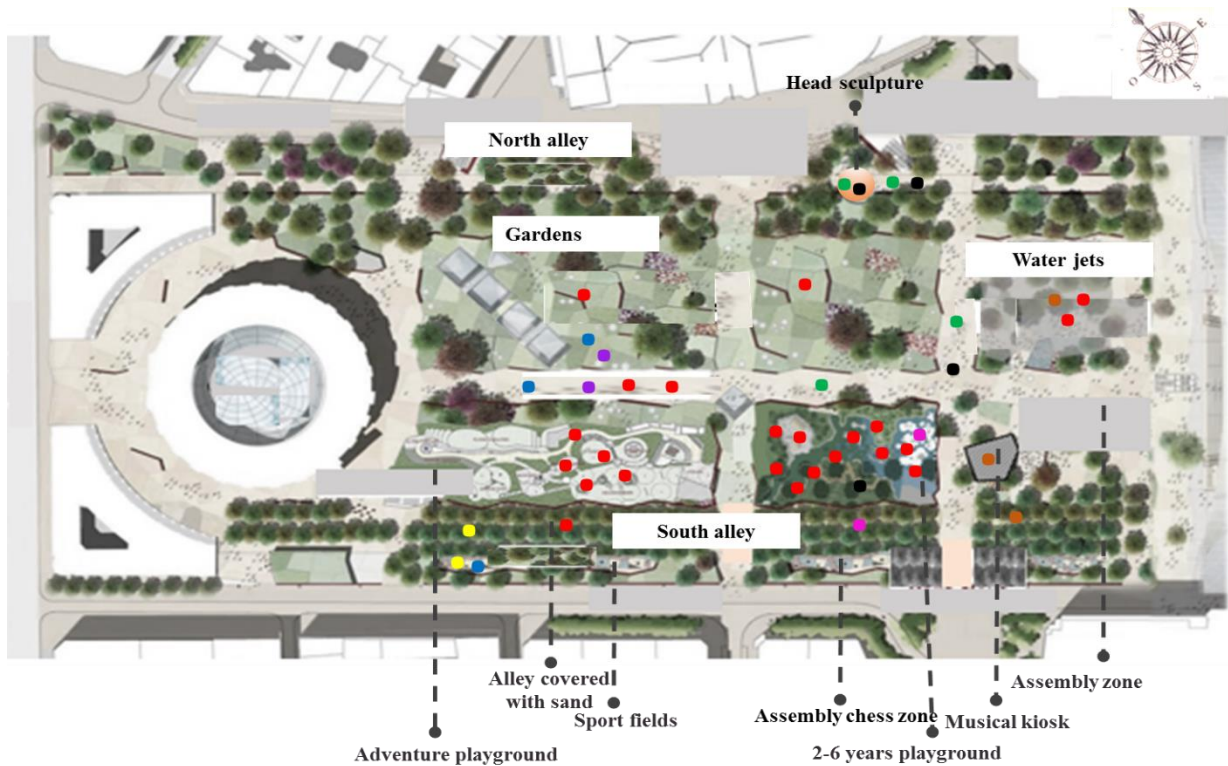 E
S
O
Head sculpture
North alley
Gardens
Water jets
South alley
Alley covered
with sand
Sport fields
Adventure playground
Assembly chess zone
2-6 years playground
Musical kiosk
Assembly zone